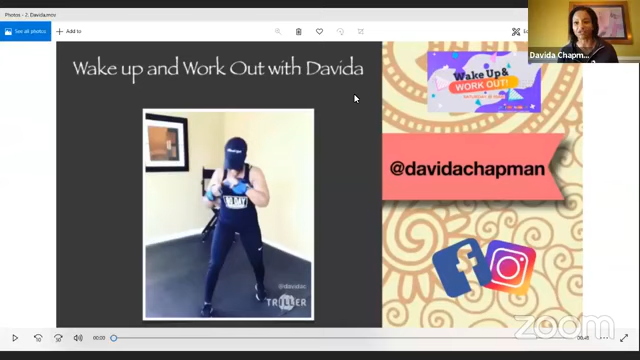 Photos - 2. Davida.mov
See all photos
Add to
Davida Chapm...
Wake up and Work Out with Davida
Wake Up &
WORK OUT!
@davidachapman
@davidac
TRILLER
00:00
zoom